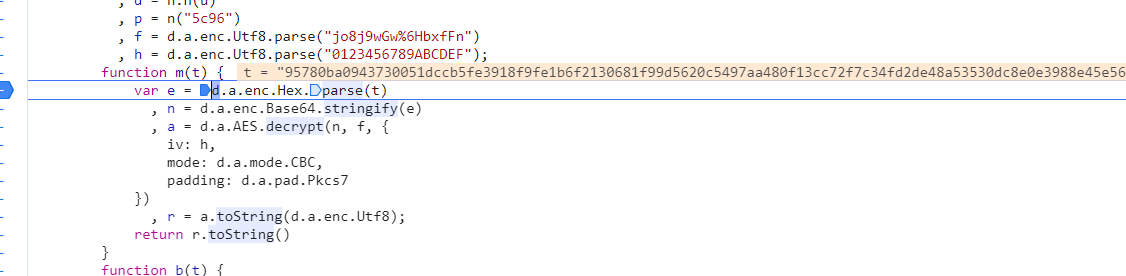 , d = n.n(u)
, p = n("5c96")
, f = d.a.enc.Utf8.parse("jo8j9wGw%6HbxfFn")
, h = d.a.enc.Utf8.parse("0123456789ABCDEF");
function m(t) { t = "95780ba0943730051dccb5fe3918f9fe1b6f2130681f99d5620c5497aa480f13cc72f7c34fd2de48a53530dc8e0e3988e45e56
var e = d.a.enc.Hex.parse(t)
, n = d.a.enc.Base64.stringify(e)
, a = d.a.AES.decrypt(n, f, {
iv: h,
mode: d.a.mode.CBC,
padding: d.a.pad.Pkcs7
})
, r = a.toString(d.a.enc.Utf8);
return r.toString()
}
function b(t) {